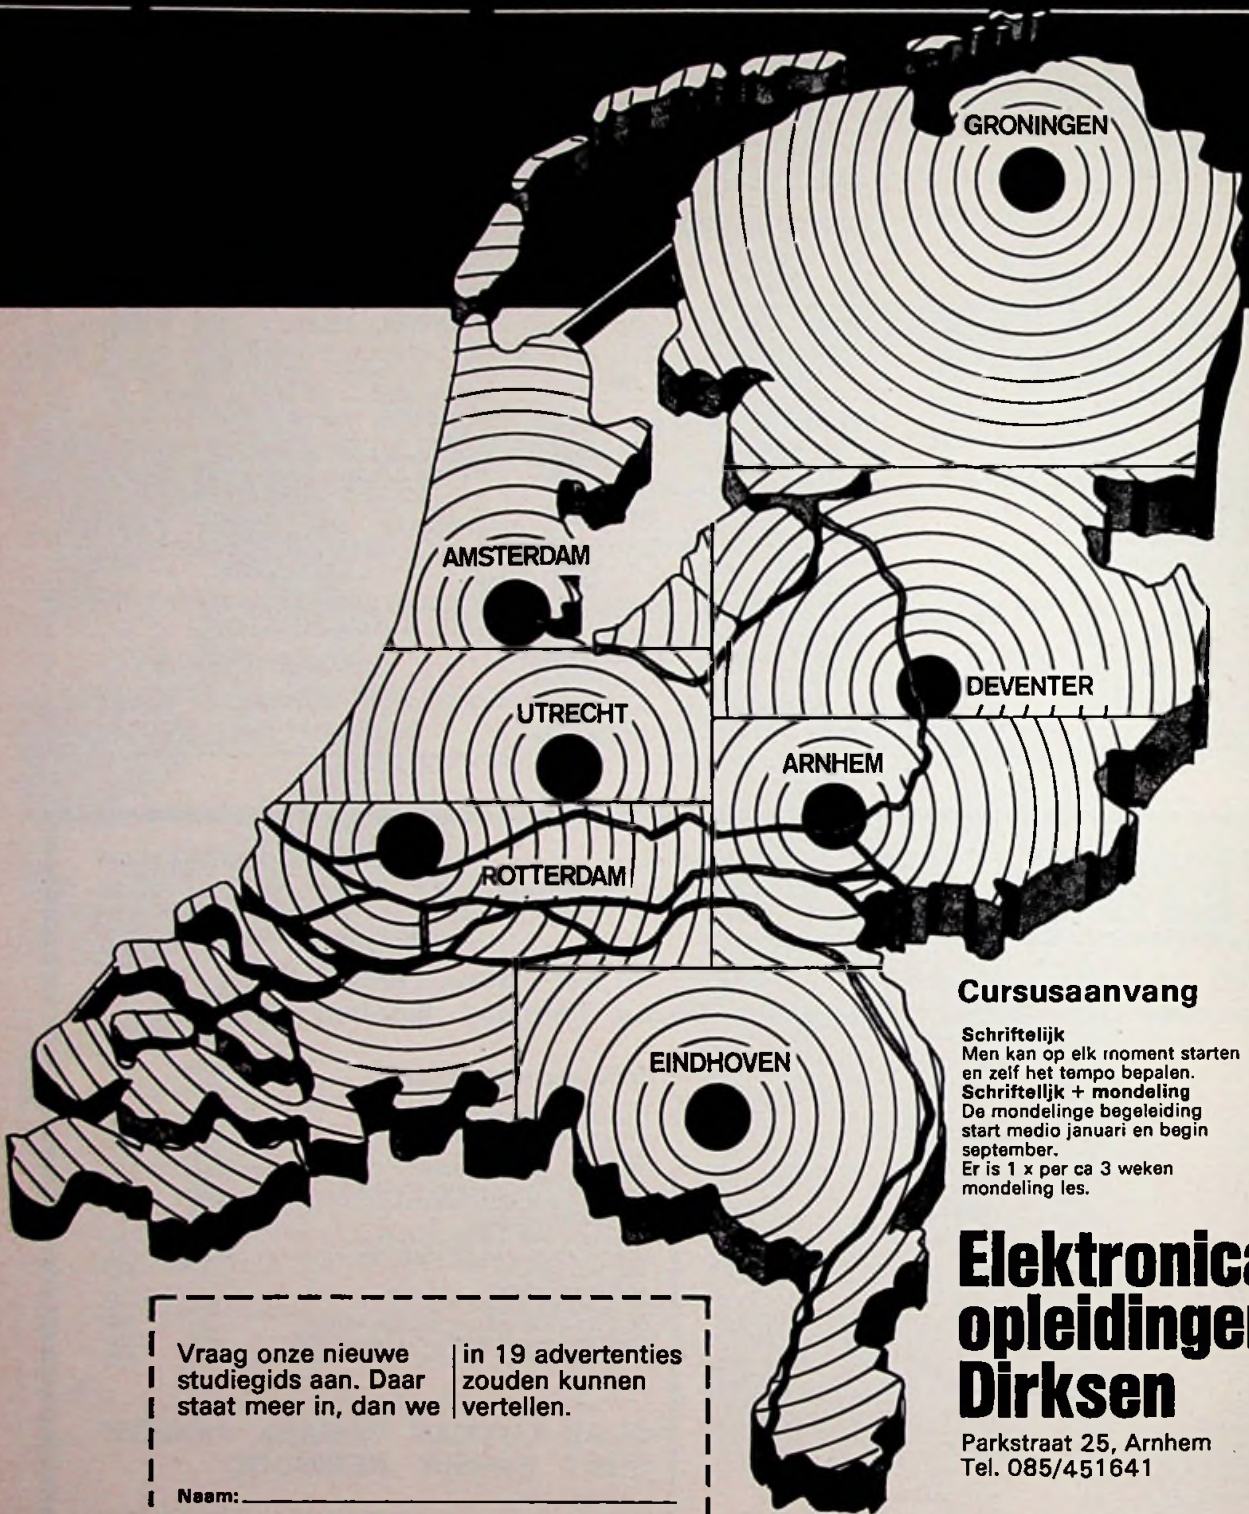 GRONINGEN
AMSTERDAM
DEVENTER
UTRECHT
ARNHEM
ROTTERDAM
EINDHOVEN
Cursusaanvang
Schriftelijk
Men kan op elk moment starten
en zelf het tempo bepalen.
Schriftelijk + mondeling
De mondelinge begeleiding
start medio januari en begin
september.
Er is 1 x per ca 3 weken
mondeling les.
Elektronica
opleidingen
Dirksen
Parkstraat 25, Arnhem
Tel. 085/451641
Vraag onze nieuwe
studiegids aan. Daar
staat meer in, dan we
in 19 advertenties
zouden kunnen
vertellen.
Naam: